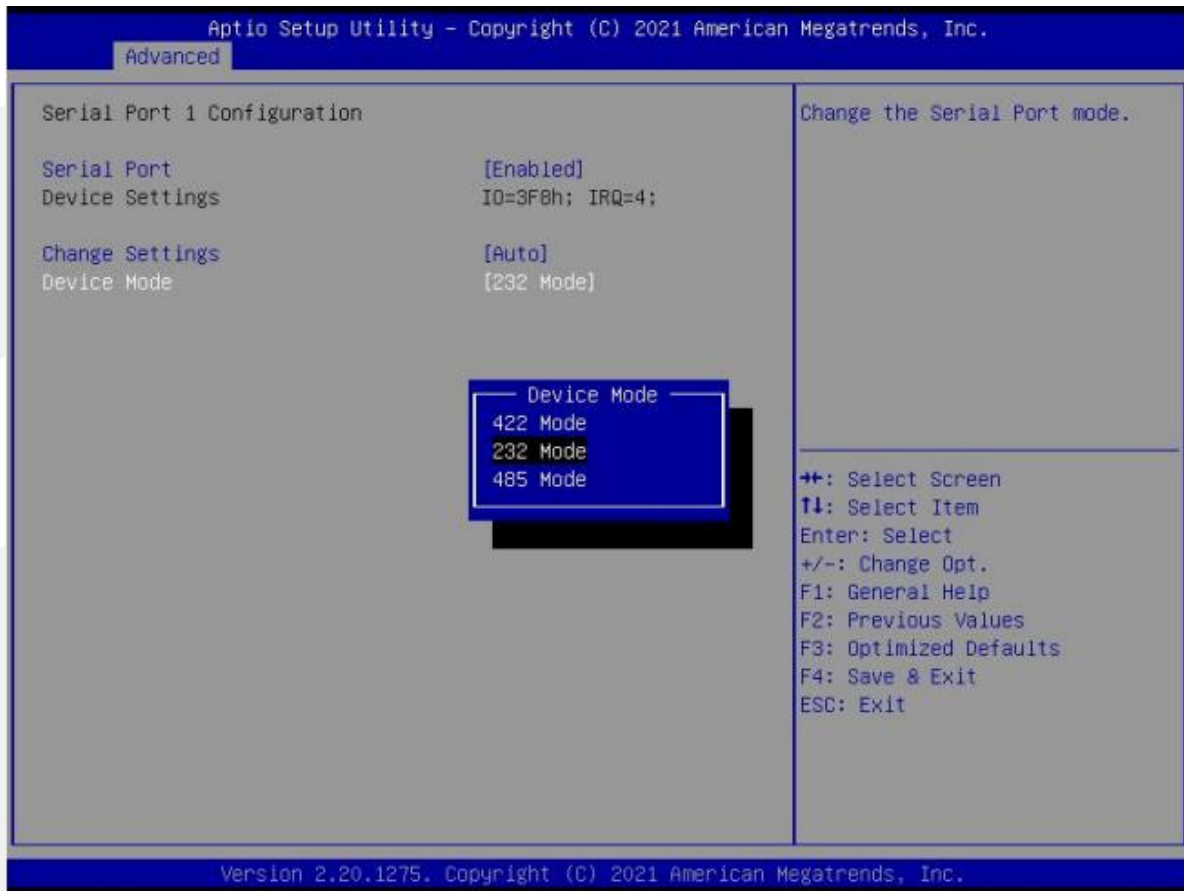 Aptio Setup Utility – Copyright (C) 2021 American Megatrends, Inc.
Advanced
Serial Port 1 Configuration
Serial Port [Enabled]
Device Settings IO=3F8h; IRQ=4;
Change Settings [Auto]
Device Mode [232 Mode]
Device Mode
422 Mode
232 Mode
485 Mode
Change the Serial Port mode.
→←: Select Screen
↑↓: Select Item
Enter: Select
+/-: Change Opt.
F1: General Help
F2: Previous Values
F3: Optimized Defaults
F4: Save & Exit
ESC: Exit
Version 2.20.1275. Copyright (C) 2021 American Megatrends, Inc.